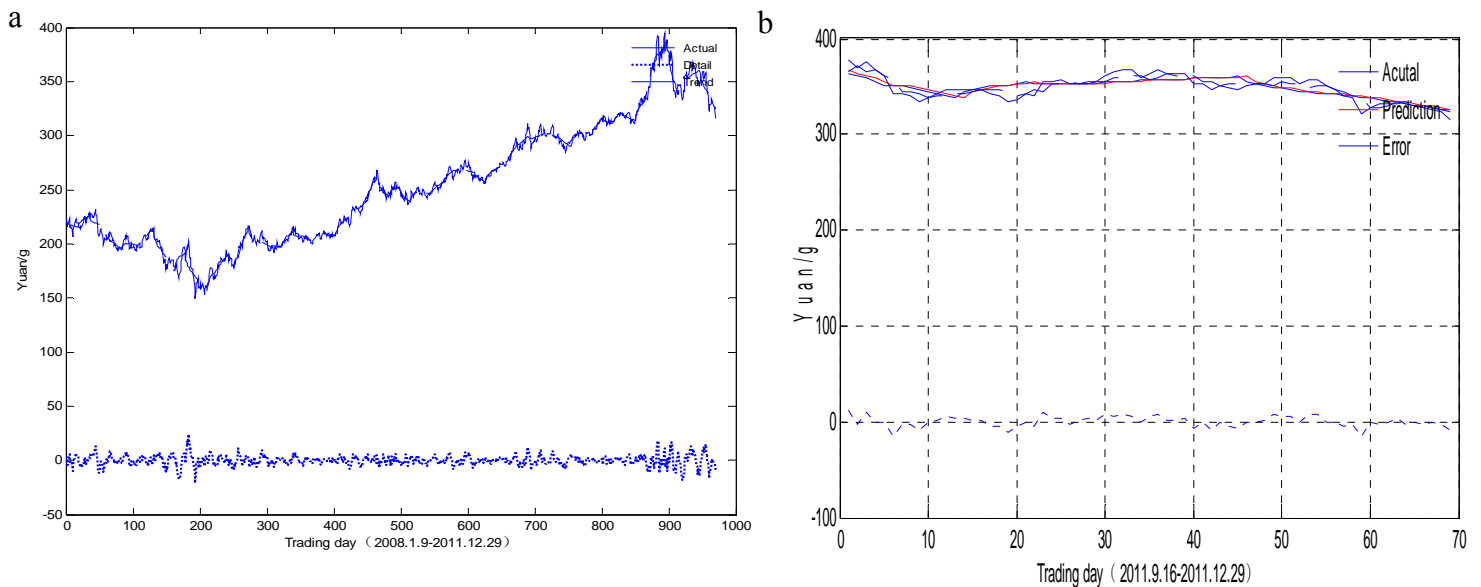 a
400
350
300
250
200
150
100
50
0
-50
Yuan/g
0 100 200 300 400 500 600 700 800 900 1000
Trading day （ 2008.1.9-2011.12.29）
Actual
Detail
Trend
b
400
300
200
100
0
-100
Y u a n / g
0 10 20 30 40 50 60 70
Trading day（ 2011.9.16-2011.12.29）
Acutal
Prediction
Error